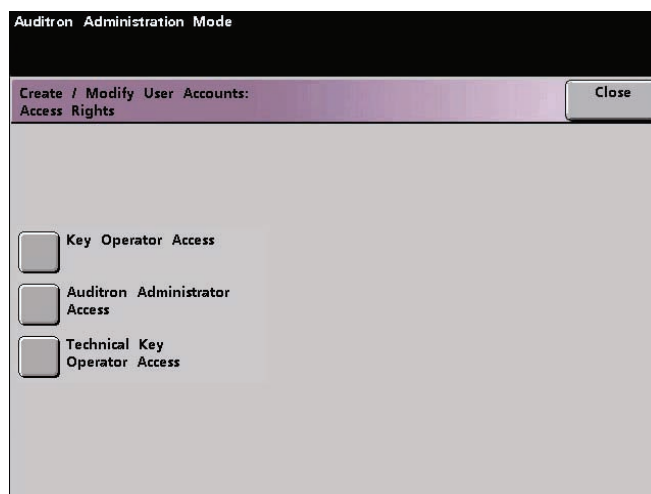 Auditron Administration Mode
Create / Modify User Accounts:
Access Rights
Close
Key Operator Access
Auditron Administrator
Access
Technical Key
Operator Access